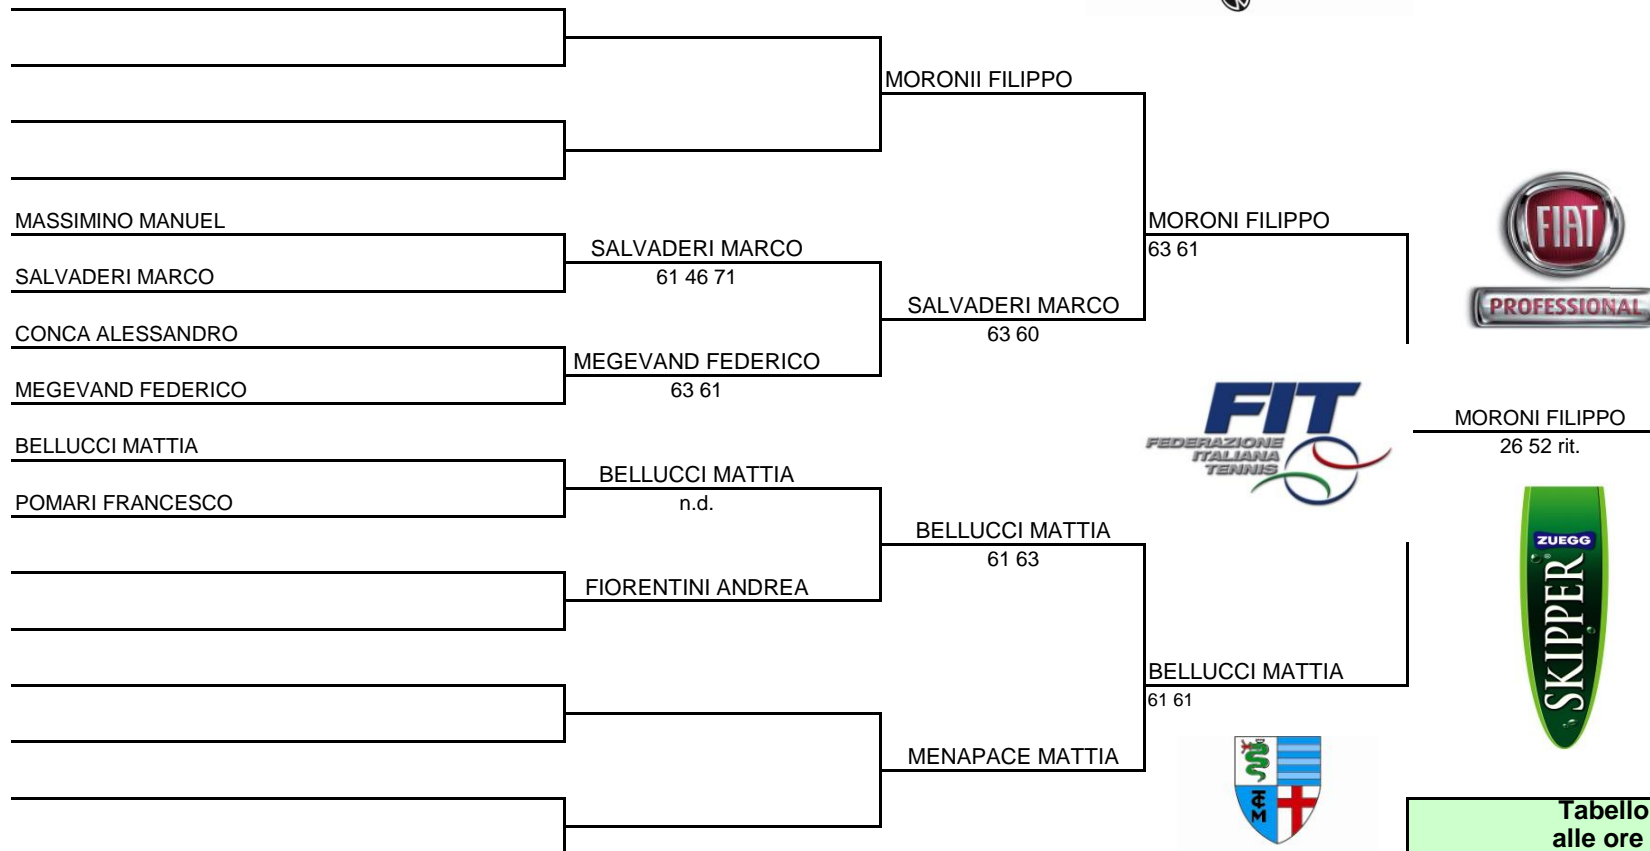 MORONII FILIPPO
MASSIMINO MANUEL
MORONI FILIPPO
SALVADERI MARCO
63 61
SALVADERI MARCO
61 46 71
SALVADERI MARCO
CONCA ALESSANDRO
63 60
MEGEVAND FEDERICO
MEGEVAND FEDERICO
63 61
FIAT
PROFESSIONAL
FIT
FEDERAZIONE
ITALIANA
TENNIS
MORONI FILIPPO
26 52 rit.
BELLUCCI MATTIA
BELLUCCI MATTIA
POMARI FRANCESCO
n.d.
BELLUCCI MATTIA
61 63
FIORENTINI ANDREA
ZUEGG
SKIPPER
BELLUCCI MATTIA
61 61
MENAPACE MATTIA
TCM
Tabello
alle ore